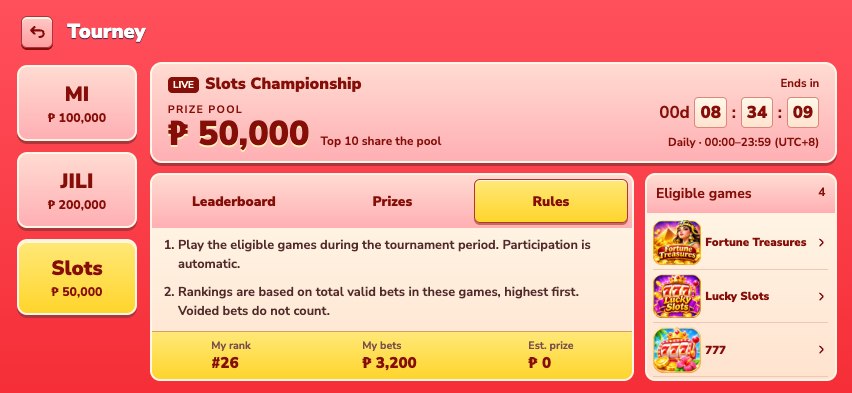 Tourney
MI
₱ 100,000
JILI
₱ 200,000
Slots
₱ 50,000
LIVE Slots Championship
PRIZE POOL
₱ 50,000 Top 10 share the pool
Ends in
00d 08 : 34 : 09
Daily · 00:00–23:59 (UTC+8)
Leaderboard Prizes Rules
1. Play the eligible games during the tournament period. Participation is
automatic.
2. Rankings are based on total valid bets in these games, highest first.
Voided bets do not count.
My rank My bets Est. prize
#26 ₱ 3,200 ₱ 0
Eligible games 4
Fortune Treasures
Fortune Treasures
777
Lucky Slots
Lucky Slots
777
777